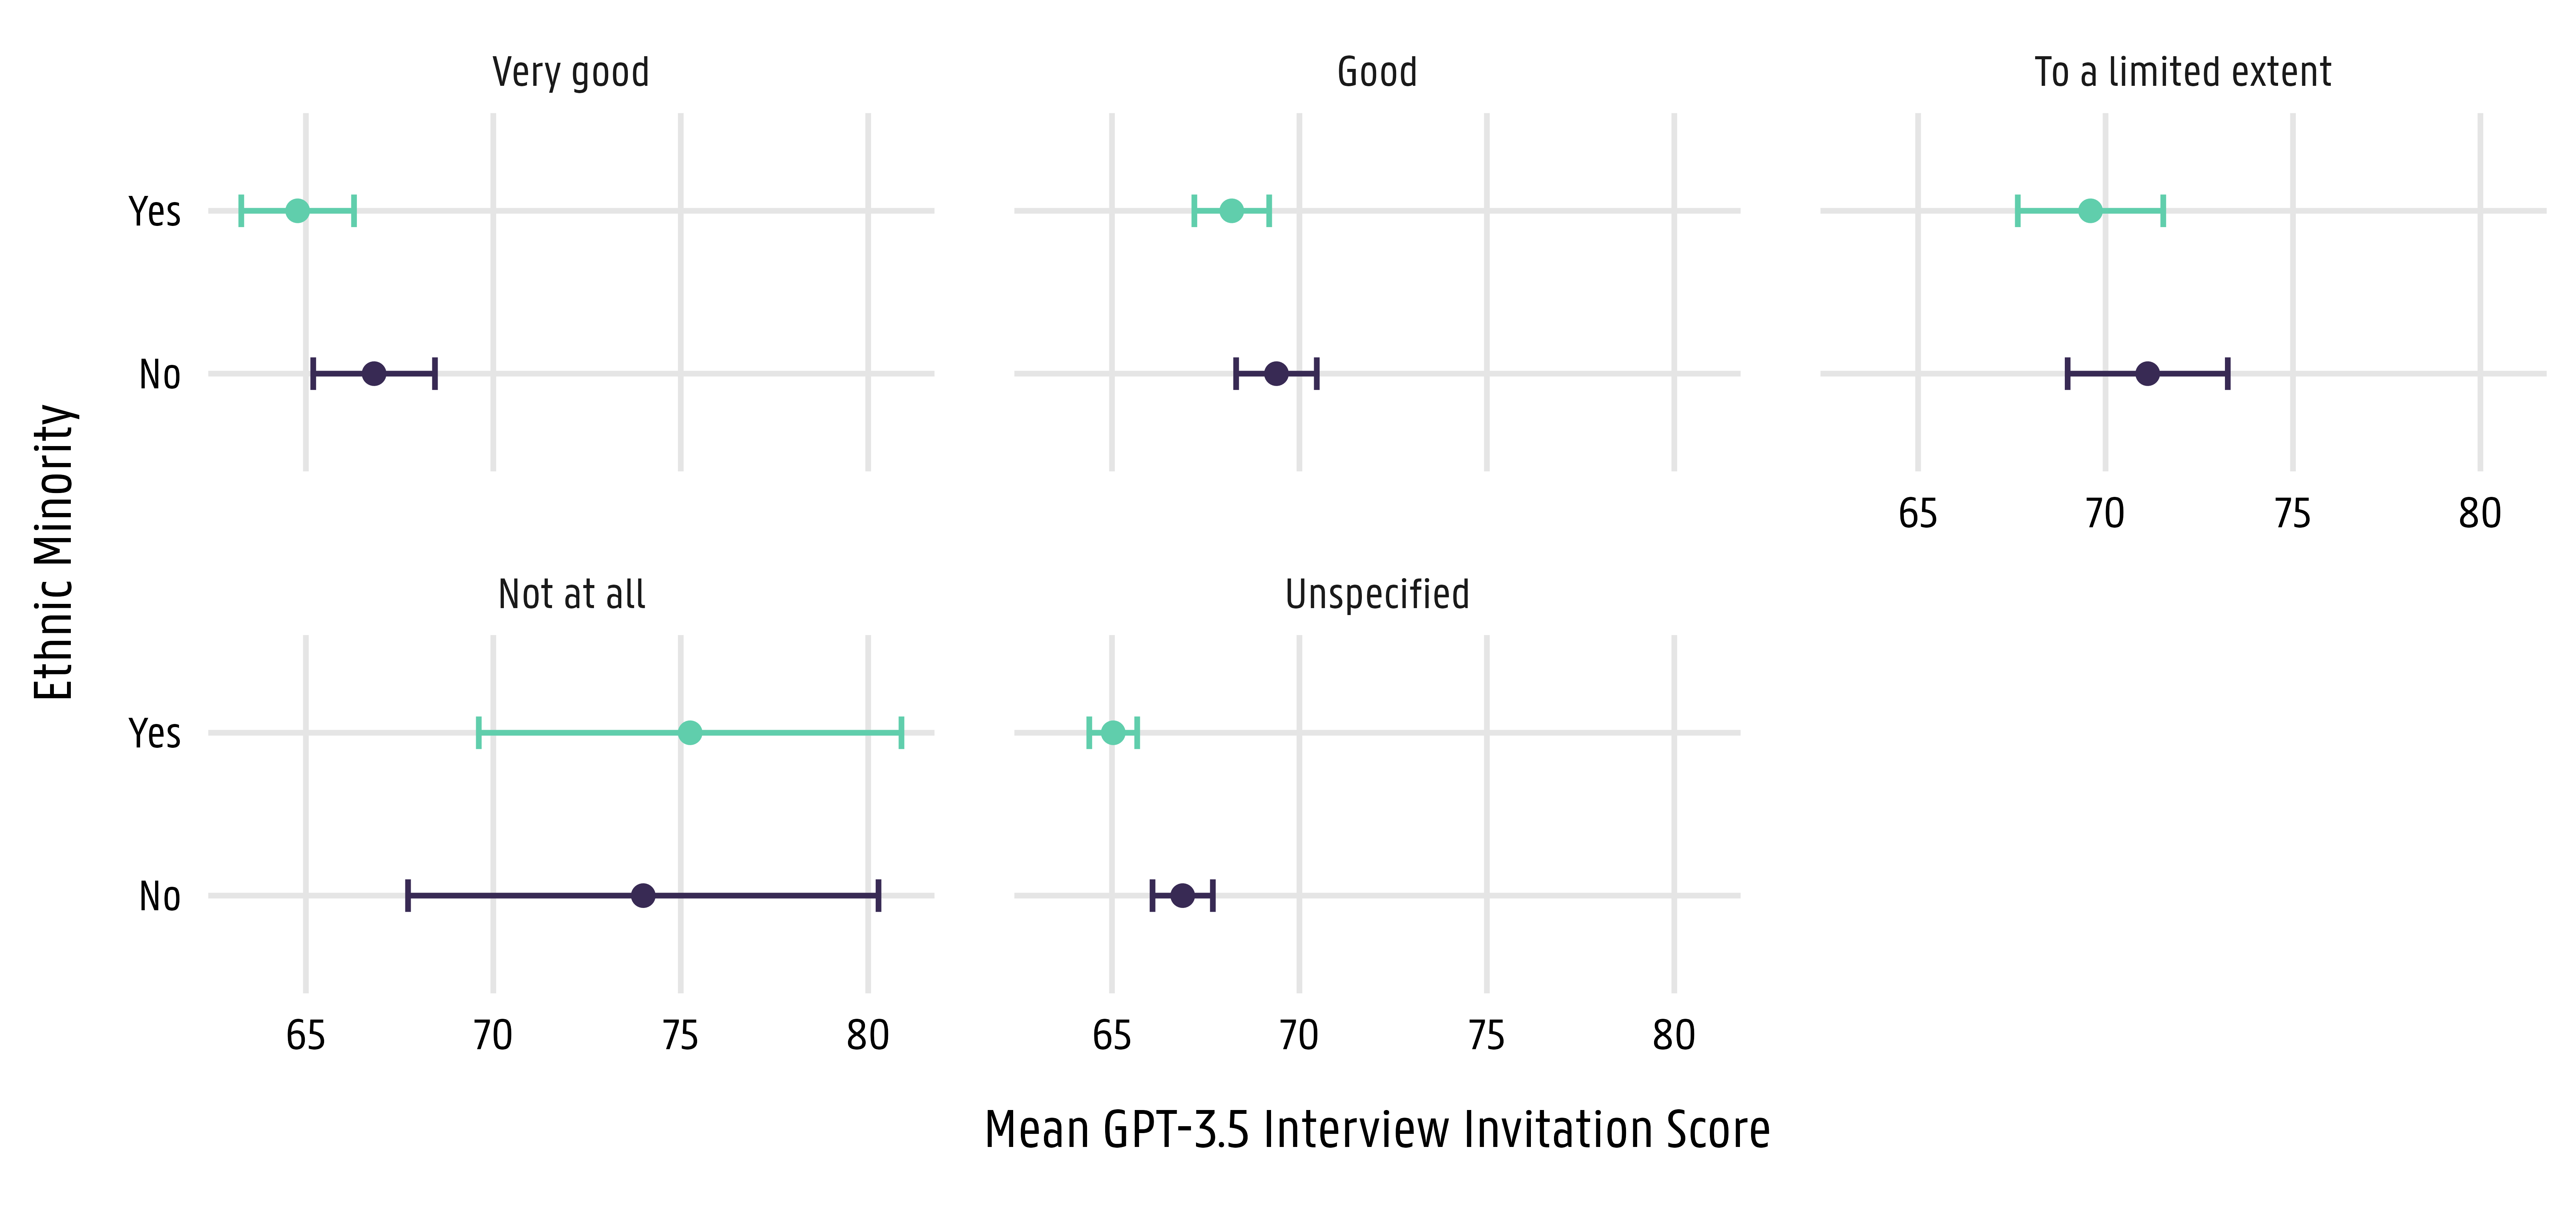 Very good
Good
To a limited extent
Yes
No
65 70 75 80
Ethnic Minority
Not at all
Unspecified
Yes
No
65 70 75 80
65 70 75 80
Mean GPT-3.5 Interview Invitation Score